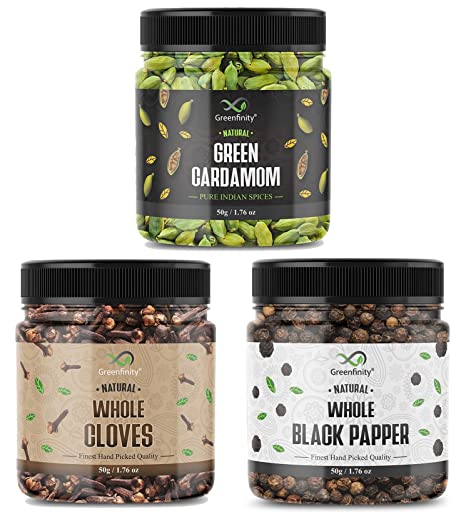 Greenfinity®
• NATURAL •
GREEN
CARDAMOM
PURE INDIAN SPICES
50g / 1.76 oz
Greenfinity®
• NATURAL •
WHOLE
CLOVES
Finest Hand Picked Quality
50g / 1.76 oz
Greenfinity®
• NATURAL •
WHOLE
BLACK PAPPER
Finest Hand Picked Quality
50g / 1.76 oz